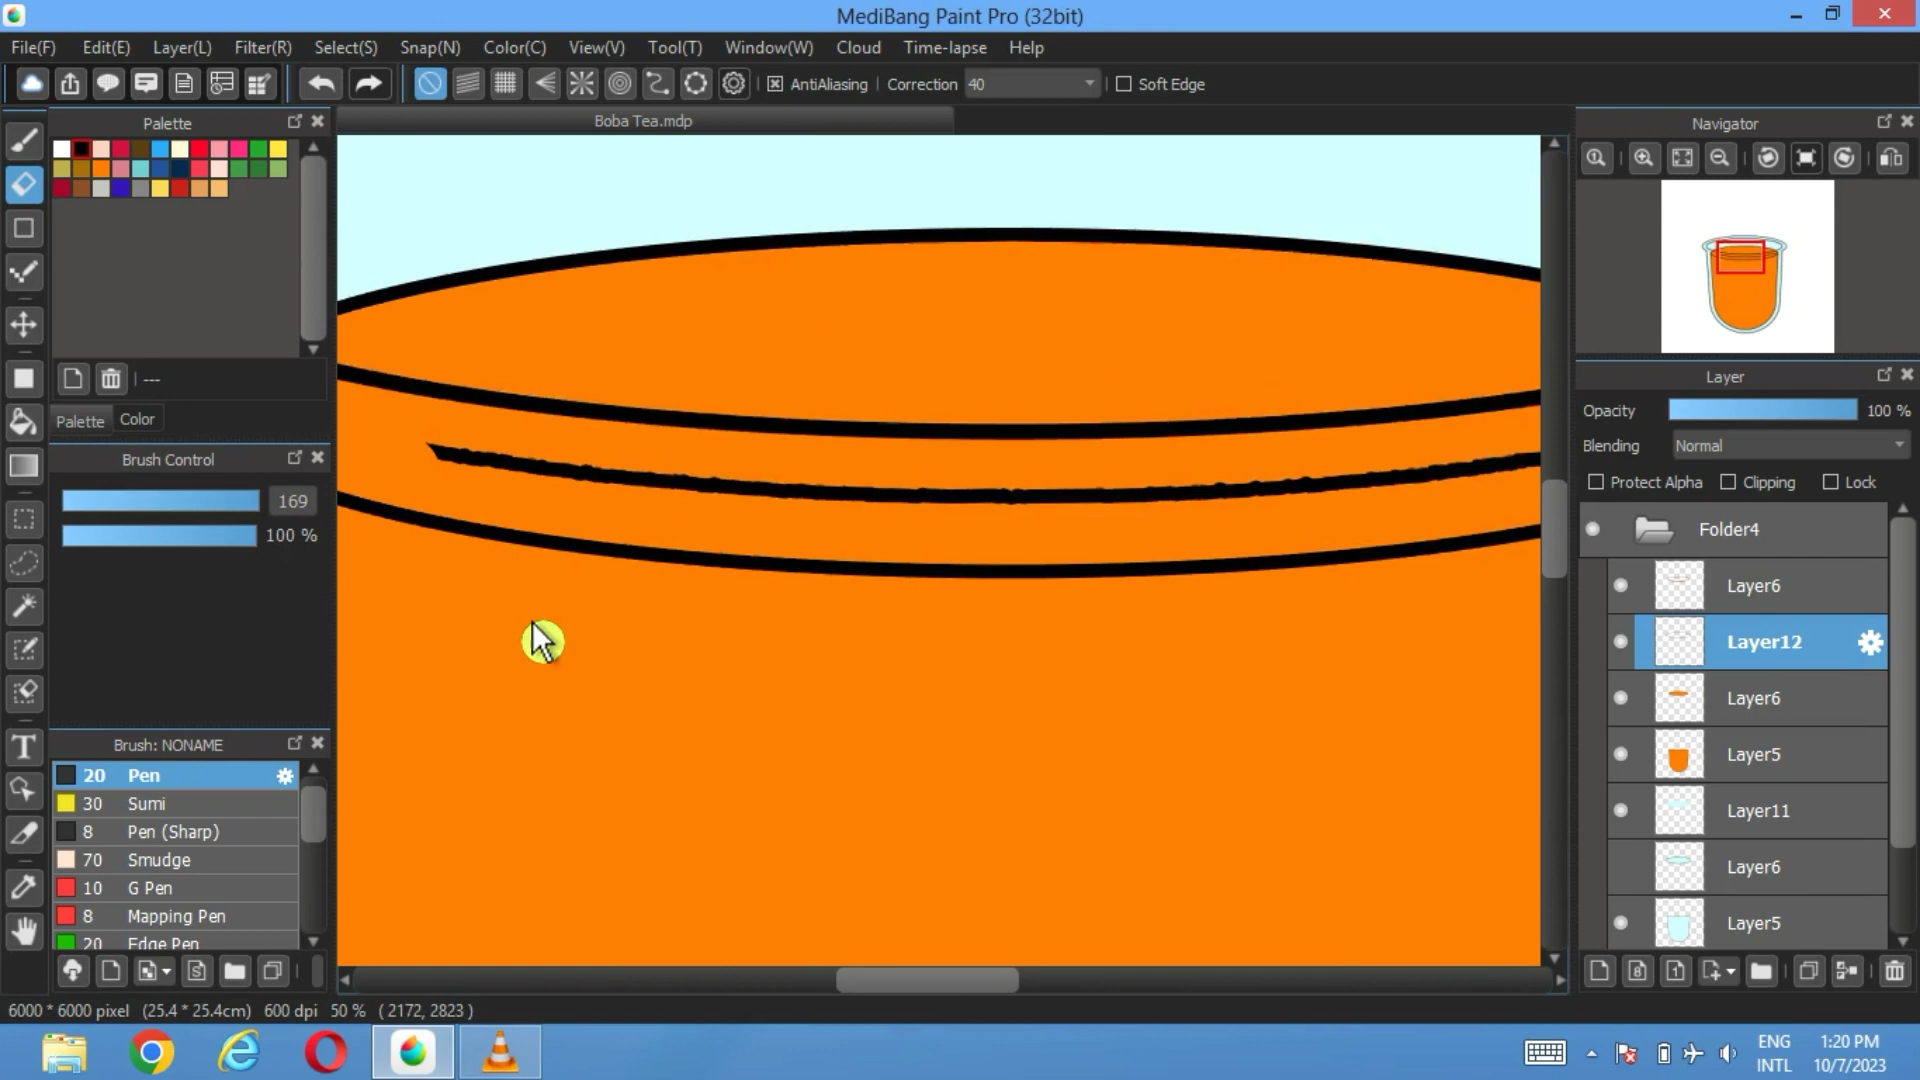 MediBang Paint Pro (32bit)
File(F) Edit(E) Layer(L) Filter(R) Select(S) Snap(N) Color(C) View(V) Tool(T) Window(W) Cloud Time-lapse Help
AntiAliasing Correction 40 Soft Edge
Palette
Boba Tea.mdp
Navigator
---
Palette Color
Layer
Opacity 100 %
Blending Normal
Protect Alpha Clipping Lock
Brush Control
169
100 %
Folder4
Layer6
Layer12
Layer6
Layer5
Layer11
Layer6
Layer5
Brush: NONAME
20 Pen
30 Sumi
8 Pen (Sharp)
70 Smudge
10 G Pen
8 Mapping Pen
20 Edge Pen
6000 * 6000 pixel (25.4 * 25.4cm) 600 dpi 50 % ( 2172, 2823 )
ENG 1:20 PM
INTL 10/7/2023